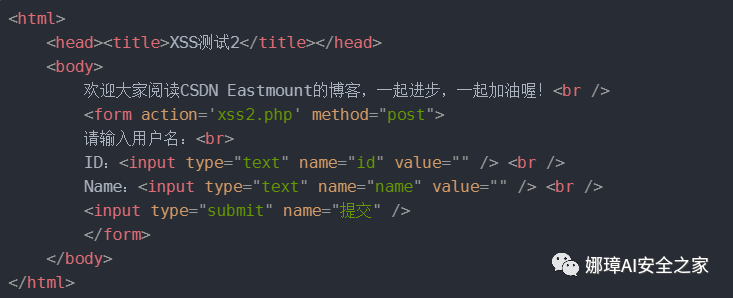 <html>
<head><title>XSS测试2</title></head>
<body>
欢迎大家阅读CSDN Eastmount的博客，一起进步，一起加油喔！<br />
<form action='xss2.php' method="post">
请输入用户名：<br>
ID：<input type="text" name="id" value="" /> <br />
Name：<input type="text" name="name" value="" /> <br />
<input type="submit" name="提交" />
</form>
</body>
</html>
娜璋AI安全之家